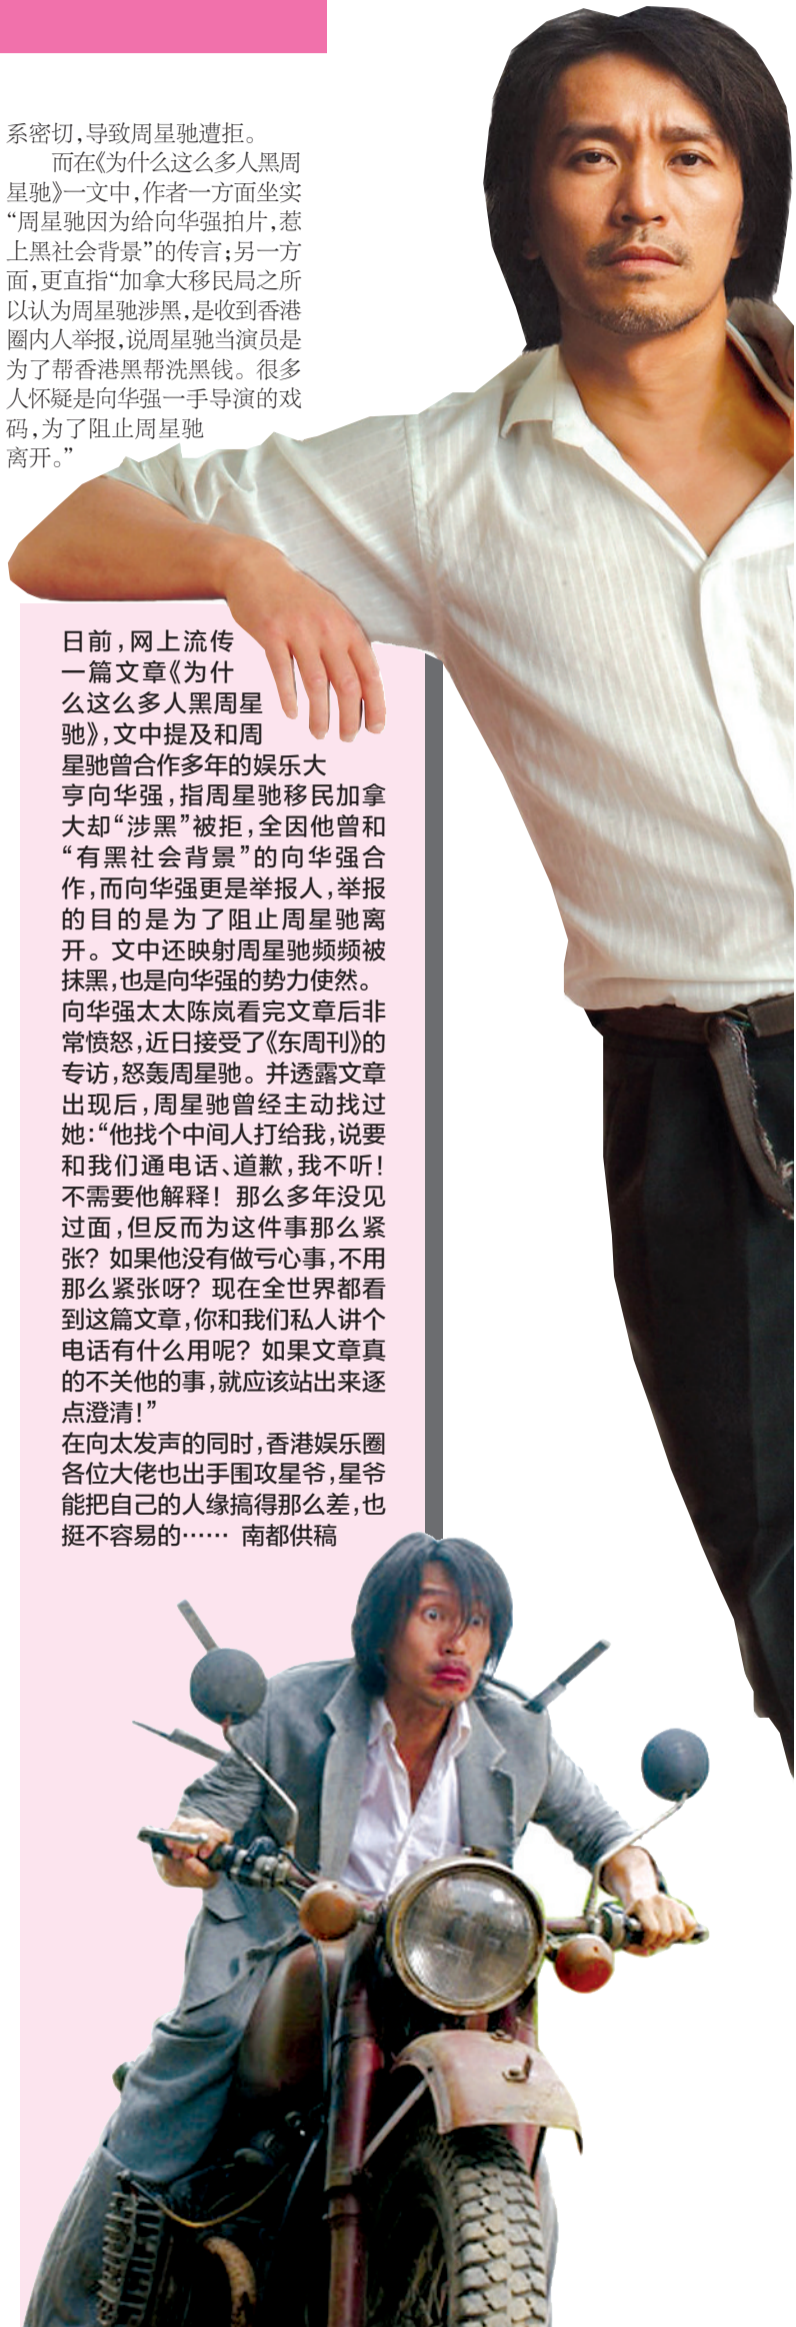 系密切，导致周星驰遭拒。
而在《为什么这么多人黑周
星驰》一文中，作者一方面坐实
“周星驰因为给向华强拍片，惹
上黑社会背景”的传言；另一方
面，更直指“加拿大移民局之所
以认为周星驰涉黑，是收到香港
圈内人举报，说周星驰当演员是
为了帮香港黑帮洗黑钱。很多
人怀疑是向华强一手导演的戏
码，为了阻止周星驰
离开。”
日前，网上流传
一篇文章《为什
么这么多人黑周星
驰》，文中提及和周
星驰曾合作多年的娱乐大
亨向华强，指周星驰移民加拿
大却“涉黑”被拒，全因他曾和
“有黑社会背景”的向华强合
作，而向华强更是举报人，举报
的目的是为了阻止周星驰离
开。文中还映射周星驰频频被
抹黑，也是向华强的势力使然。
向华强太太陈岚看完文章后非
常愤怒，近日接受了《东周刊》的
专访，怒轰周星驰。并透露文章
出现后，周星驰曾经主动找过
她：“他找个中间人打给我，说要
和我们通电话、道歉，我不听！
不需要他解释！那么多年没见
过面，但反而为这件事那么紧
张？如果他没有做亏心事，不用
那么紧张呀？现在全世界都看
到这篇文章，你和我们私人讲个
电话有什么用呢？如果文章真
的不关他的事，就应该站出来逐
点澄清！”
在向太发声的同时，香港娱乐圈
各位大佬也出手围攻星爷，星爷
能把自己的人缘搞得那么差，也
挺不容易的…… 南都供稿